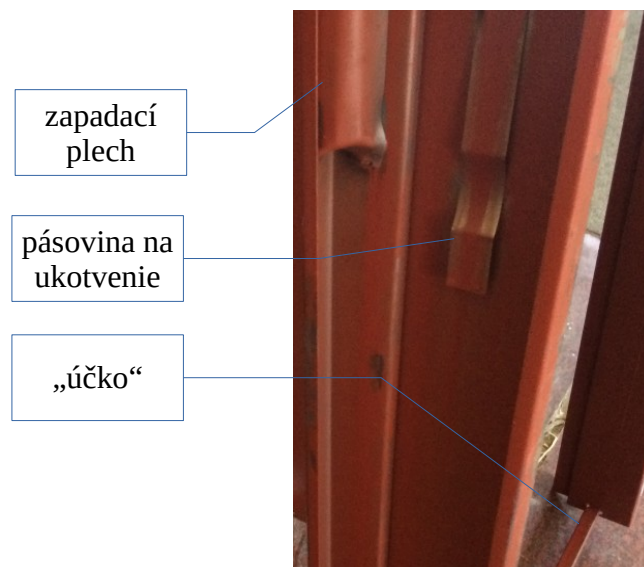 zapadací
plech
pásovina na
ukotvenie
„účko“